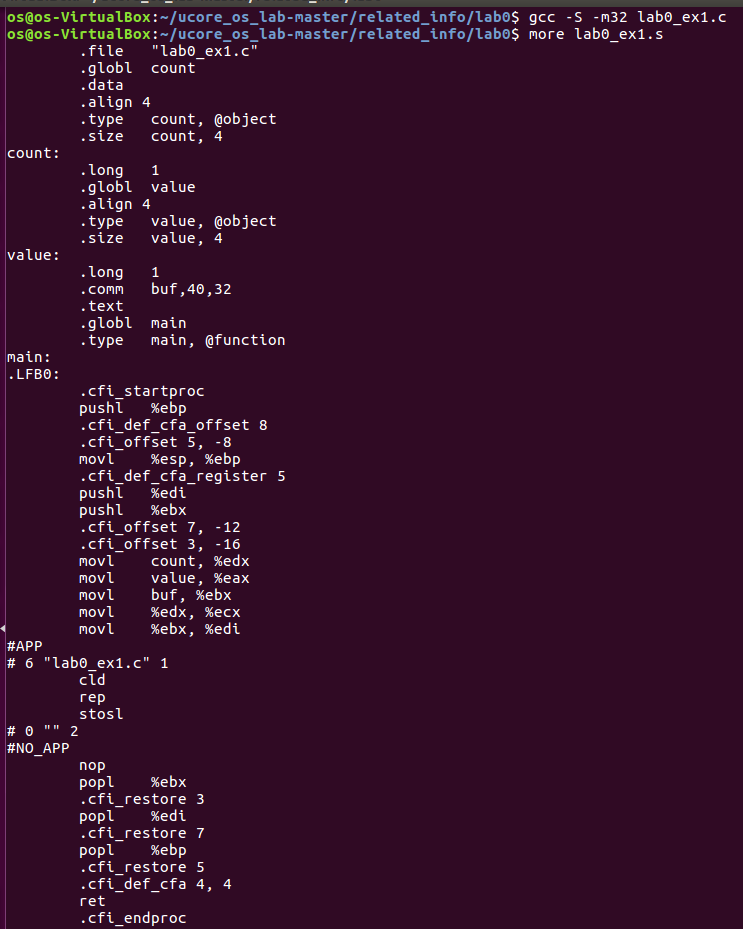 os@os-VirtualBox:~/ucore_os_lab-master/related_info/lab0$ gcc -S -m32 lab0_ex1.c
os@os-VirtualBox:~/ucore_os_lab-master/related_info/lab0$ more lab0_ex1.s
        .file   "lab0_ex1.c"
        .globl  count
        .data
        .align 4
        .type   count, @object
        .size   count, 4
count:
        .long   1
        .globl  value
        .align 4
        .type   value, @object
        .size   value, 4
value:
        .long   1
        .comm   buf,40,32
        .text
        .globl  main
        .type   main, @function
main:
.LFB0:
        .cfi_startproc
        pushl   %ebp
        .cfi_def_cfa_offset 8
        .cfi_offset 5, -8
        movl    %esp, %ebp
        .cfi_def_cfa_register 5
        pushl   %edi
        pushl   %ebx
        .cfi_offset 7, -12
        .cfi_offset 3, -16
        movl    count, %edx
        movl    value, %eax
        movl    buf, %ebx
        movl    %edx, %ecx
        movl    %ebx, %edi
#APP
# 6 "lab0_ex1.c" 1
        cld
        rep
        stosl
# 0 "" 2
#NO_APP
        nop
        popl    %ebx
        .cfi_restore 3
        popl    %edi
        .cfi_restore 7
        popl    %ebp
        .cfi_restore 5
        .cfi_def_cfa 4, 4
        ret
        .cfi_endproc